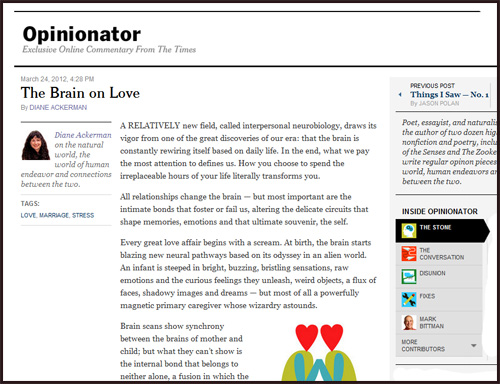 Opinionator
Exclusive Online Commentary From The Times
March 24, 2012, 4:28 PM
The Brain on Love
By DIANE ACKERMAN
Diane Ackerman
on the natural
world, the
world of human
endeavor and connections
between the two.
TAGS:
LOVE, MARRIAGE, STRESS
A RELATIVELY new field, called interpersonal neurobiology, draws its
vigor from one of the great discoveries of our era: that the brain is
constantly rewiring itself based on daily life. In the end, what we pay
the most attention to defines us. How you choose to spend the
irreplaceable hours of your life literally transforms you.
All relationships change the brain — but most important are the
intimate bonds that foster or fail us, altering the delicate circuits that
shape memories, emotions and that ultimate souvenir, the self.
Every great love affair begins with a scream. At birth, the brain starts
blazing new neural pathways based on its odyssey in an alien world.
An infant is steeped in bright, buzzing, bristling sensations, raw
emotions and the curious feelings they unleash, weird objects, a flux of
faces, shadowy images and dreams — but most of all a powerfully
magnetic primary caregiver whose wizardry astounds.
Brain scans show synchrony
between the brains of mother
and child; but what they can't show is
the internal bond that belongs to
neither alone, a fusion in which the
PREVIOUS POST
Things I Saw — No. 1
By JASON POLAN
Poet, essayist, and naturalis
the author of two dozen hig
nonfiction and poetry, inclu
of the Senses and The Zooke
write regular opinon pieces
world, human endeavors an
between the two.
INSIDE OPINIONATOR
THE STONE
THE
CONVERSATION
DISUNION
FIXES
MARK
BITTMAN
MORE
CONTRIBUTORS